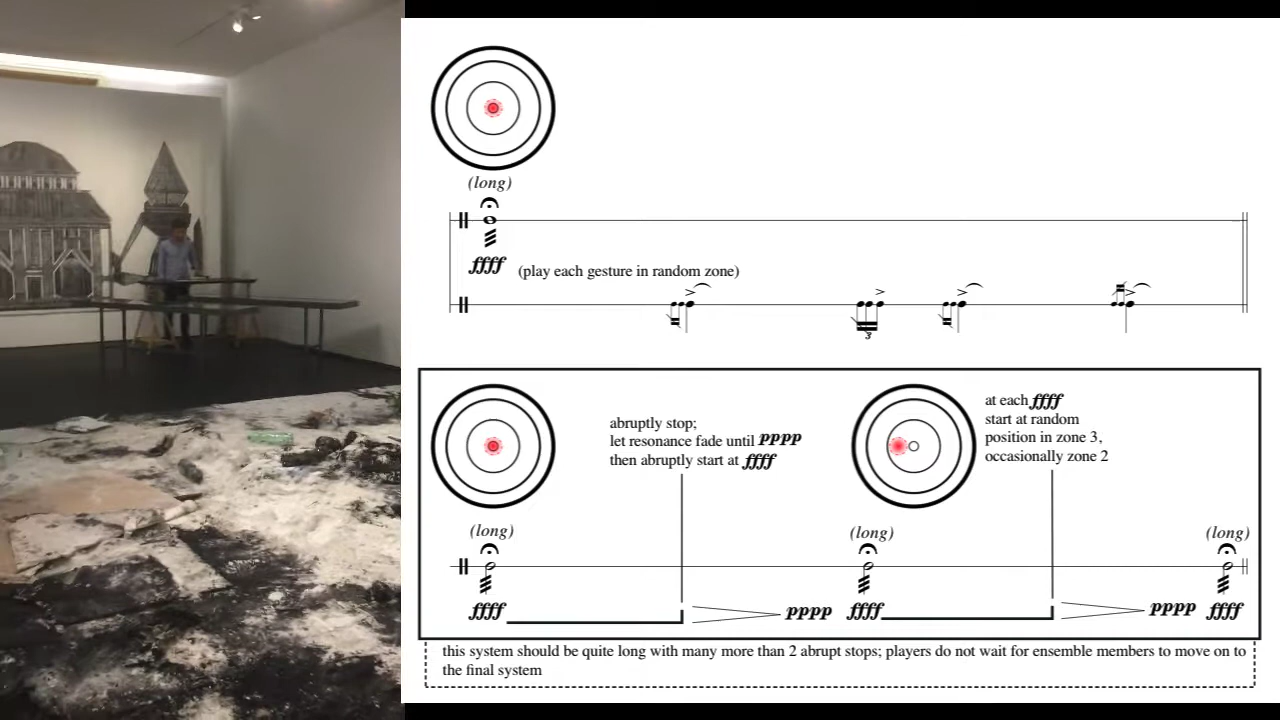 (long)
ffff
(play each gesture in random zone)
3
abruptly stop;
let resonance fade until pppp
then abruptly start at ffff
at each ffff
start at random
position in zone 3,
occasionally zone 2
(long)
(long)
(long)
ffff
pppp
ffff
pppp
ffff
this system should be quite long with many more than 2 abrupt stops; players do not wait for ensemble members to move on to
the final system